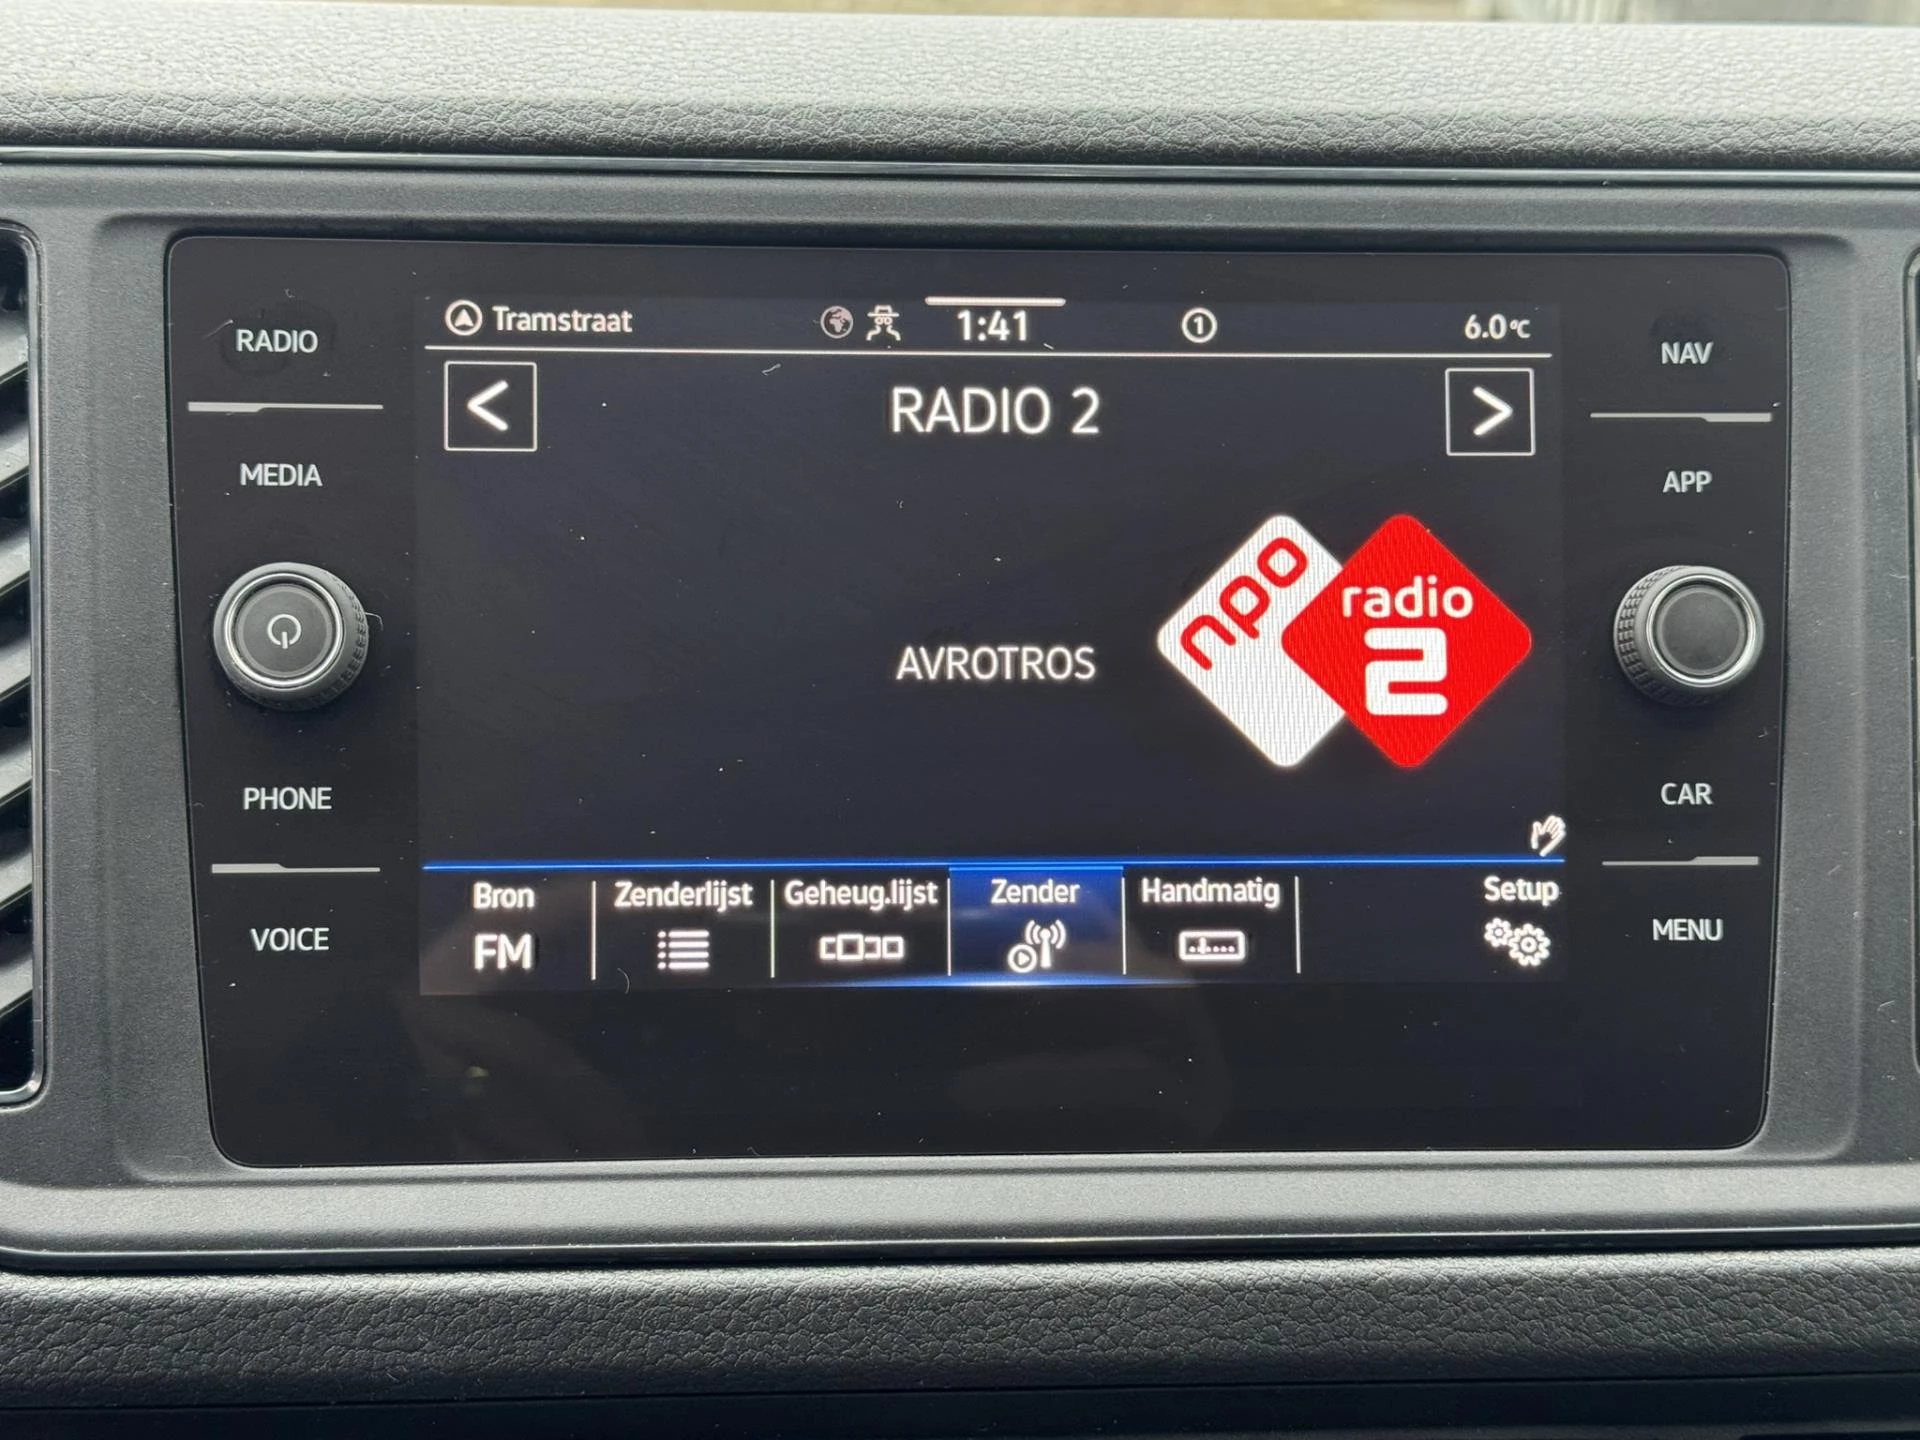 Tramstraat
1:41
1
6.0°C
RADIO
NAV
<
RADIO 2
>
MEDIA
APP
npo
radio
2
AVROTROS
PHONE
CAR
Bron
Zenderlijst
Geheug.lijst
Zender
Handmatig
Setup
FM
VOICE
MENU